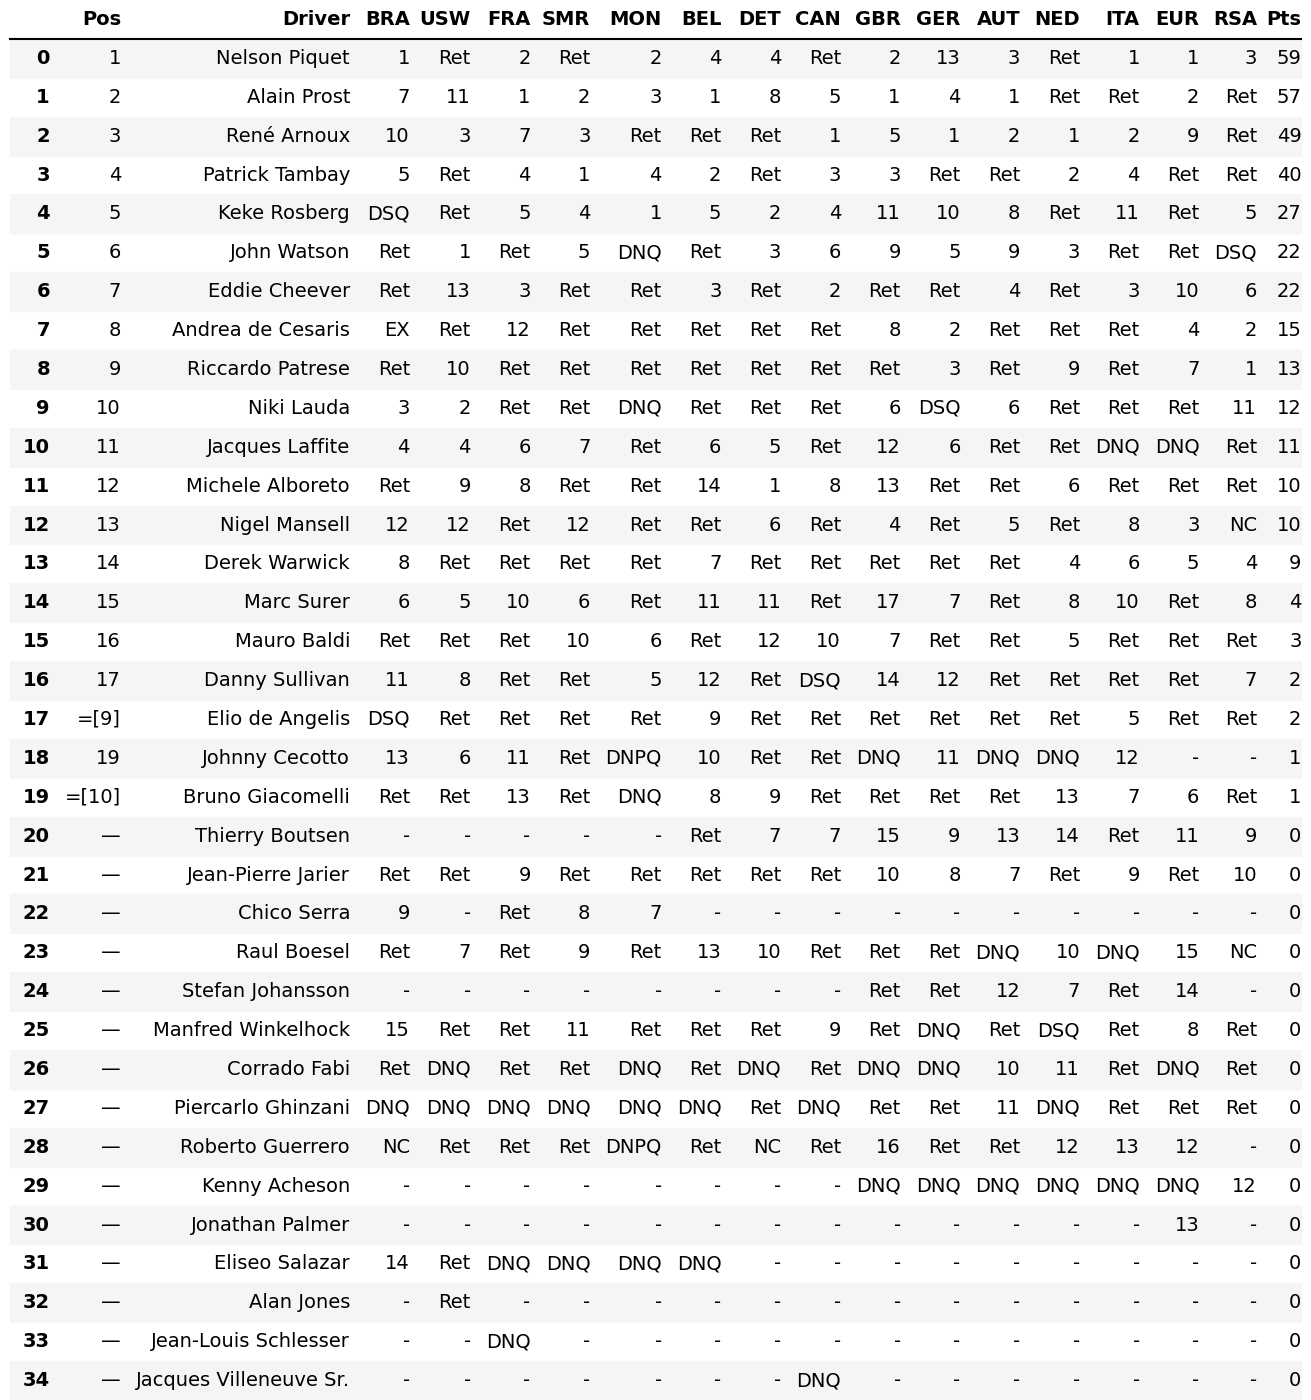 Pos Driver BRA USW FRA SMR MON BEL DET CAN GBR GER AUT NED ITA EUR RSA Pts
0 1 Nelson Piquet 1 Ret 2 Ret 2 4 4 Ret 2 13 3 Ret 1 1 3 59
1 2 Alain Prost 7 11 1 2 3 1 8 5 1 4 1 Ret Ret 2 Ret 57
2 3 René Arnoux 10 3 7 3 Ret Ret Ret 1 5 1 2 1 2 9 Ret 49
3 4 Patrick Tambay 5 Ret 4 1 4 2 Ret 3 3 Ret Ret 2 4 Ret Ret 40
4 5 Keke Rosberg DSQ Ret 5 4 1 5 2 4 11 10 8 Ret 11 Ret 5 27
5 6 John Watson Ret 1 Ret 5 DNQ Ret 3 6 9 5 9 3 Ret Ret DSQ 22
6 7 Eddie Cheever Ret 13 3 Ret Ret 3 Ret 2 Ret Ret 4 Ret 3 10 6 22
7 8 Andrea de Cesaris EX Ret 12 Ret Ret Ret Ret Ret 8 2 Ret Ret Ret 4 2 15
8 9 Riccardo Patrese Ret 10 Ret Ret Ret Ret Ret Ret Ret 3 Ret 9 Ret 7 1 13
9 10 Niki Lauda 3 2 Ret Ret DNQ Ret Ret Ret 6 DSQ 6 Ret Ret Ret 11 12
10 11 Jacques Laffite 4 4 6 7 Ret 6 5 Ret 12 6 Ret Ret DNQ DNQ Ret 11
11 12 Michele Alboreto Ret 9 8 Ret Ret 14 1 8 13 Ret Ret 6 Ret Ret Ret 10
12 13 Nigel Mansell 12 12 Ret 12 Ret Ret 6 Ret 4 Ret 5 Ret 8 3 NC 10
13 14 Derek Warwick 8 Ret Ret Ret Ret 7 Ret Ret Ret Ret Ret 4 6 5 4 9
14 15 Marc Surer 6 5 10 6 Ret 11 11 Ret 17 7 Ret 8 10 Ret 8 4
15 16 Mauro Baldi Ret Ret Ret 10 6 Ret 12 10 7 Ret Ret 5 Ret Ret Ret 3
16 17 Danny Sullivan 11 8 Ret Ret 5 12 Ret DSQ 14 12 Ret Ret Ret Ret 7 2
17 =[9] Elio de Angelis DSQ Ret Ret Ret Ret 9 Ret Ret Ret Ret Ret Ret 5 Ret Ret 2
18 19 Johnny Cecotto 13 6 11 Ret DNPQ 10 Ret Ret DNQ 11 DNQ DNQ 12 - - 1
19 =[10] Bruno Giacomelli Ret Ret 13 Ret DNQ 8 9 Ret Ret Ret Ret 13 7 6 Ret 1
20 — Thierry Boutsen - - - - - Ret 7 7 15 9 13 14 Ret 11 9 0
21 — Jean-Pierre Jarier Ret Ret 9 Ret Ret Ret Ret Ret 10 8 7 Ret 9 Ret 10 0
22 — Chico Serra 9 - Ret 8 7 - - - - - - - - - - 0
23 — Raul Boesel Ret 7 Ret 9 Ret 13 10 Ret Ret Ret DNQ 10 DNQ 15 NC 0
24 — Stefan Johansson - - - - - - - - Ret Ret 12 7 Ret 14 - 0
25 — Manfred Winkelhock 15 Ret Ret 11 Ret Ret Ret 9 Ret DNQ Ret DSQ Ret 8 Ret 0
26 — Corrado Fabi Ret DNQ Ret Ret DNQ Ret DNQ Ret DNQ DNQ 10 11 Ret DNQ Ret 0
27 — Piercarlo Ghinzani DNQ DNQ DNQ DNQ DNQ DNQ Ret DNQ Ret Ret 11 DNQ Ret Ret Ret 0
28 — Roberto Guerrero NC Ret Ret Ret DNPQ Ret NC Ret 16 Ret Ret 12 13 12 - 0
29 — Kenny Acheson - - - - - - - - DNQ DNQ DNQ DNQ DNQ DNQ 12 0
30 — Jonathan Palmer - - - - - - - - - - - - - 13 - 0
31 — Eliseo Salazar 14 Ret DNQ DNQ DNQ DNQ - - - - - - - - - 0
32 — Alan Jones - Ret - - - - - - - - - - - - - 0
33 — Jean-Louis Schlesser - - DNQ - - - - - - - - - - - - 0
34 — Jacques Villeneuve Sr. - - - - - - - DNQ - - - - - - - 0